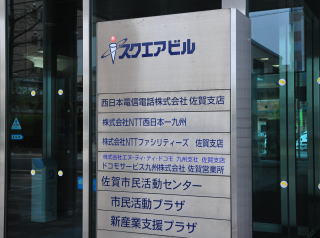 iスクエアビル
西日本電信電話株式会社 佐賀支店
株式会社NTT西日本一九州
株式会社NTTファシリティーズ 佐賀支店
株式会社エヌ・ティ・ティ・ドコモ 九州支社 佐賀支店
ドコモサービス九州株式会社 佐賀営業所
佐賀市民活動センター
市民活動プラザ
新産業支援プラザ